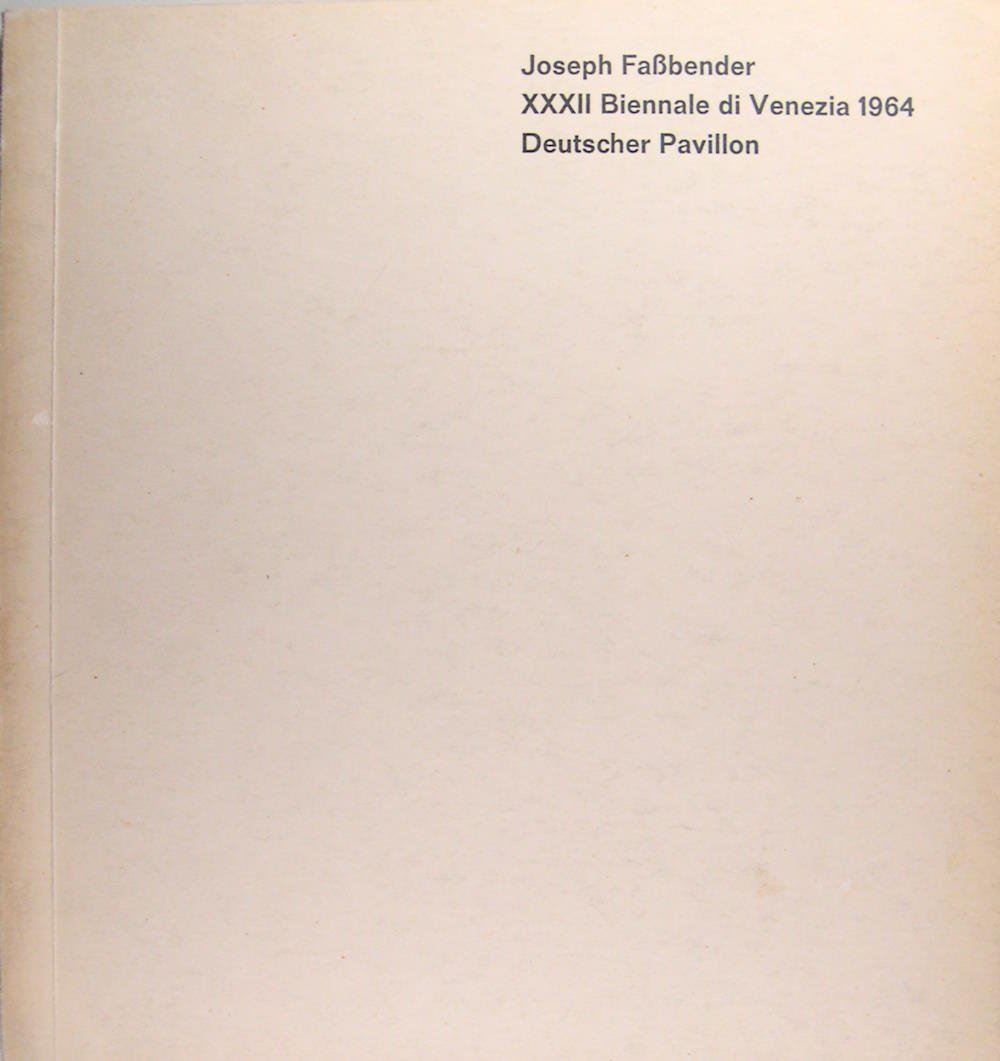 Joseph Faßbender
XXXII Biennale di Venezia 1964
Deutscher Pavillon